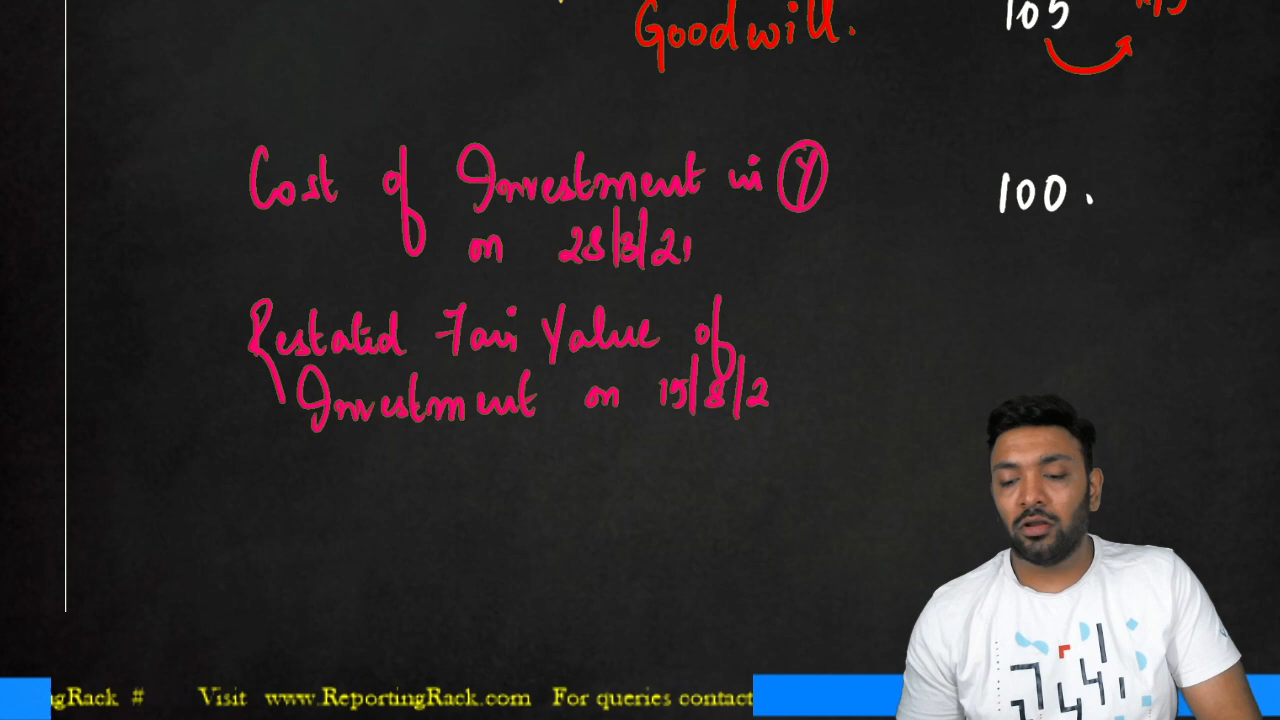 Goodwill.
105
Cost of Investment in Y
100.
on 28/8/21
Restated Fair Value of
Investment on 15/8/2
gRack # Visit www.ReportingRack.com For queries contact